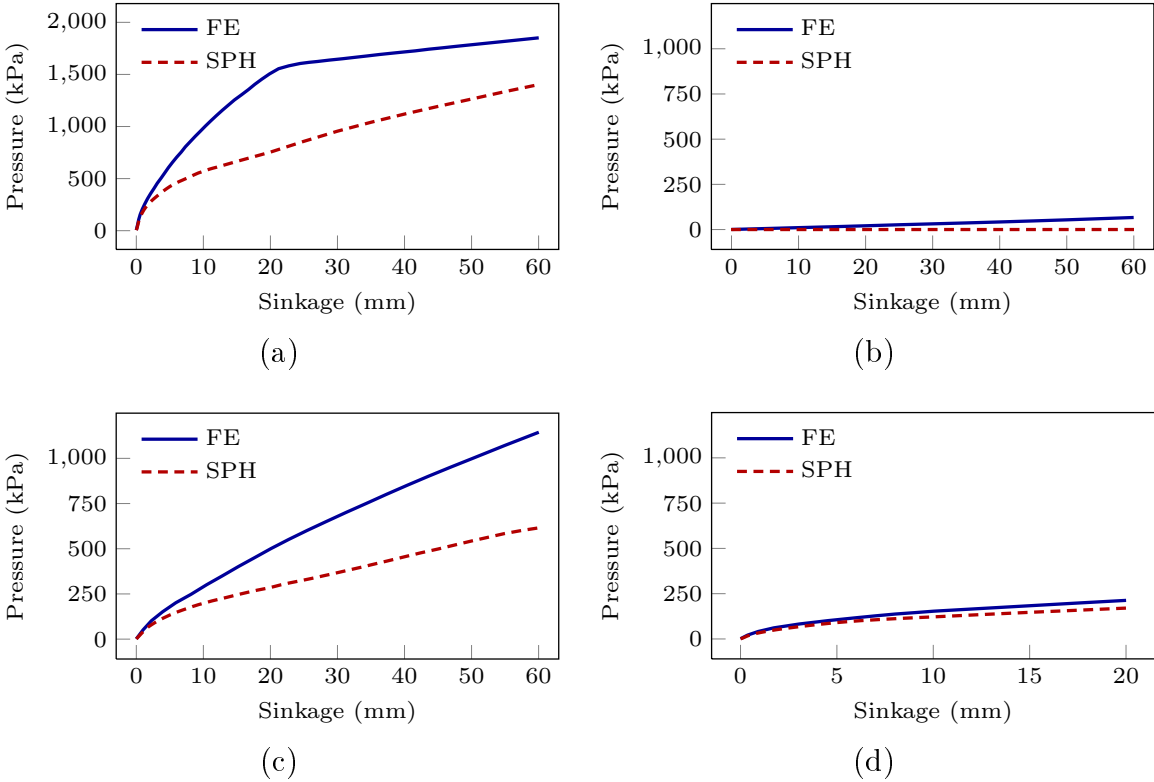 FE
SPH
Pressure (kPa)
2,000
1,500
1,000
500
0
0 10 20 30 40 50 60
Sinkage (mm)
(a)
FE
SPH
Pressure (kPa)
1,000
750
500
250
0
0 10 20 30 40 50 60
Sinkage (mm)
(b)
FE
SPH
Pressure (kPa)
1,000
750
500
250
0
0 10 20 30 40 50 60
Sinkage (mm)
(c)
FE
SPH
Pressure (kPa)
1,000
750
500
250
0
0 5 10 15 20
Sinkage (mm)
(d)